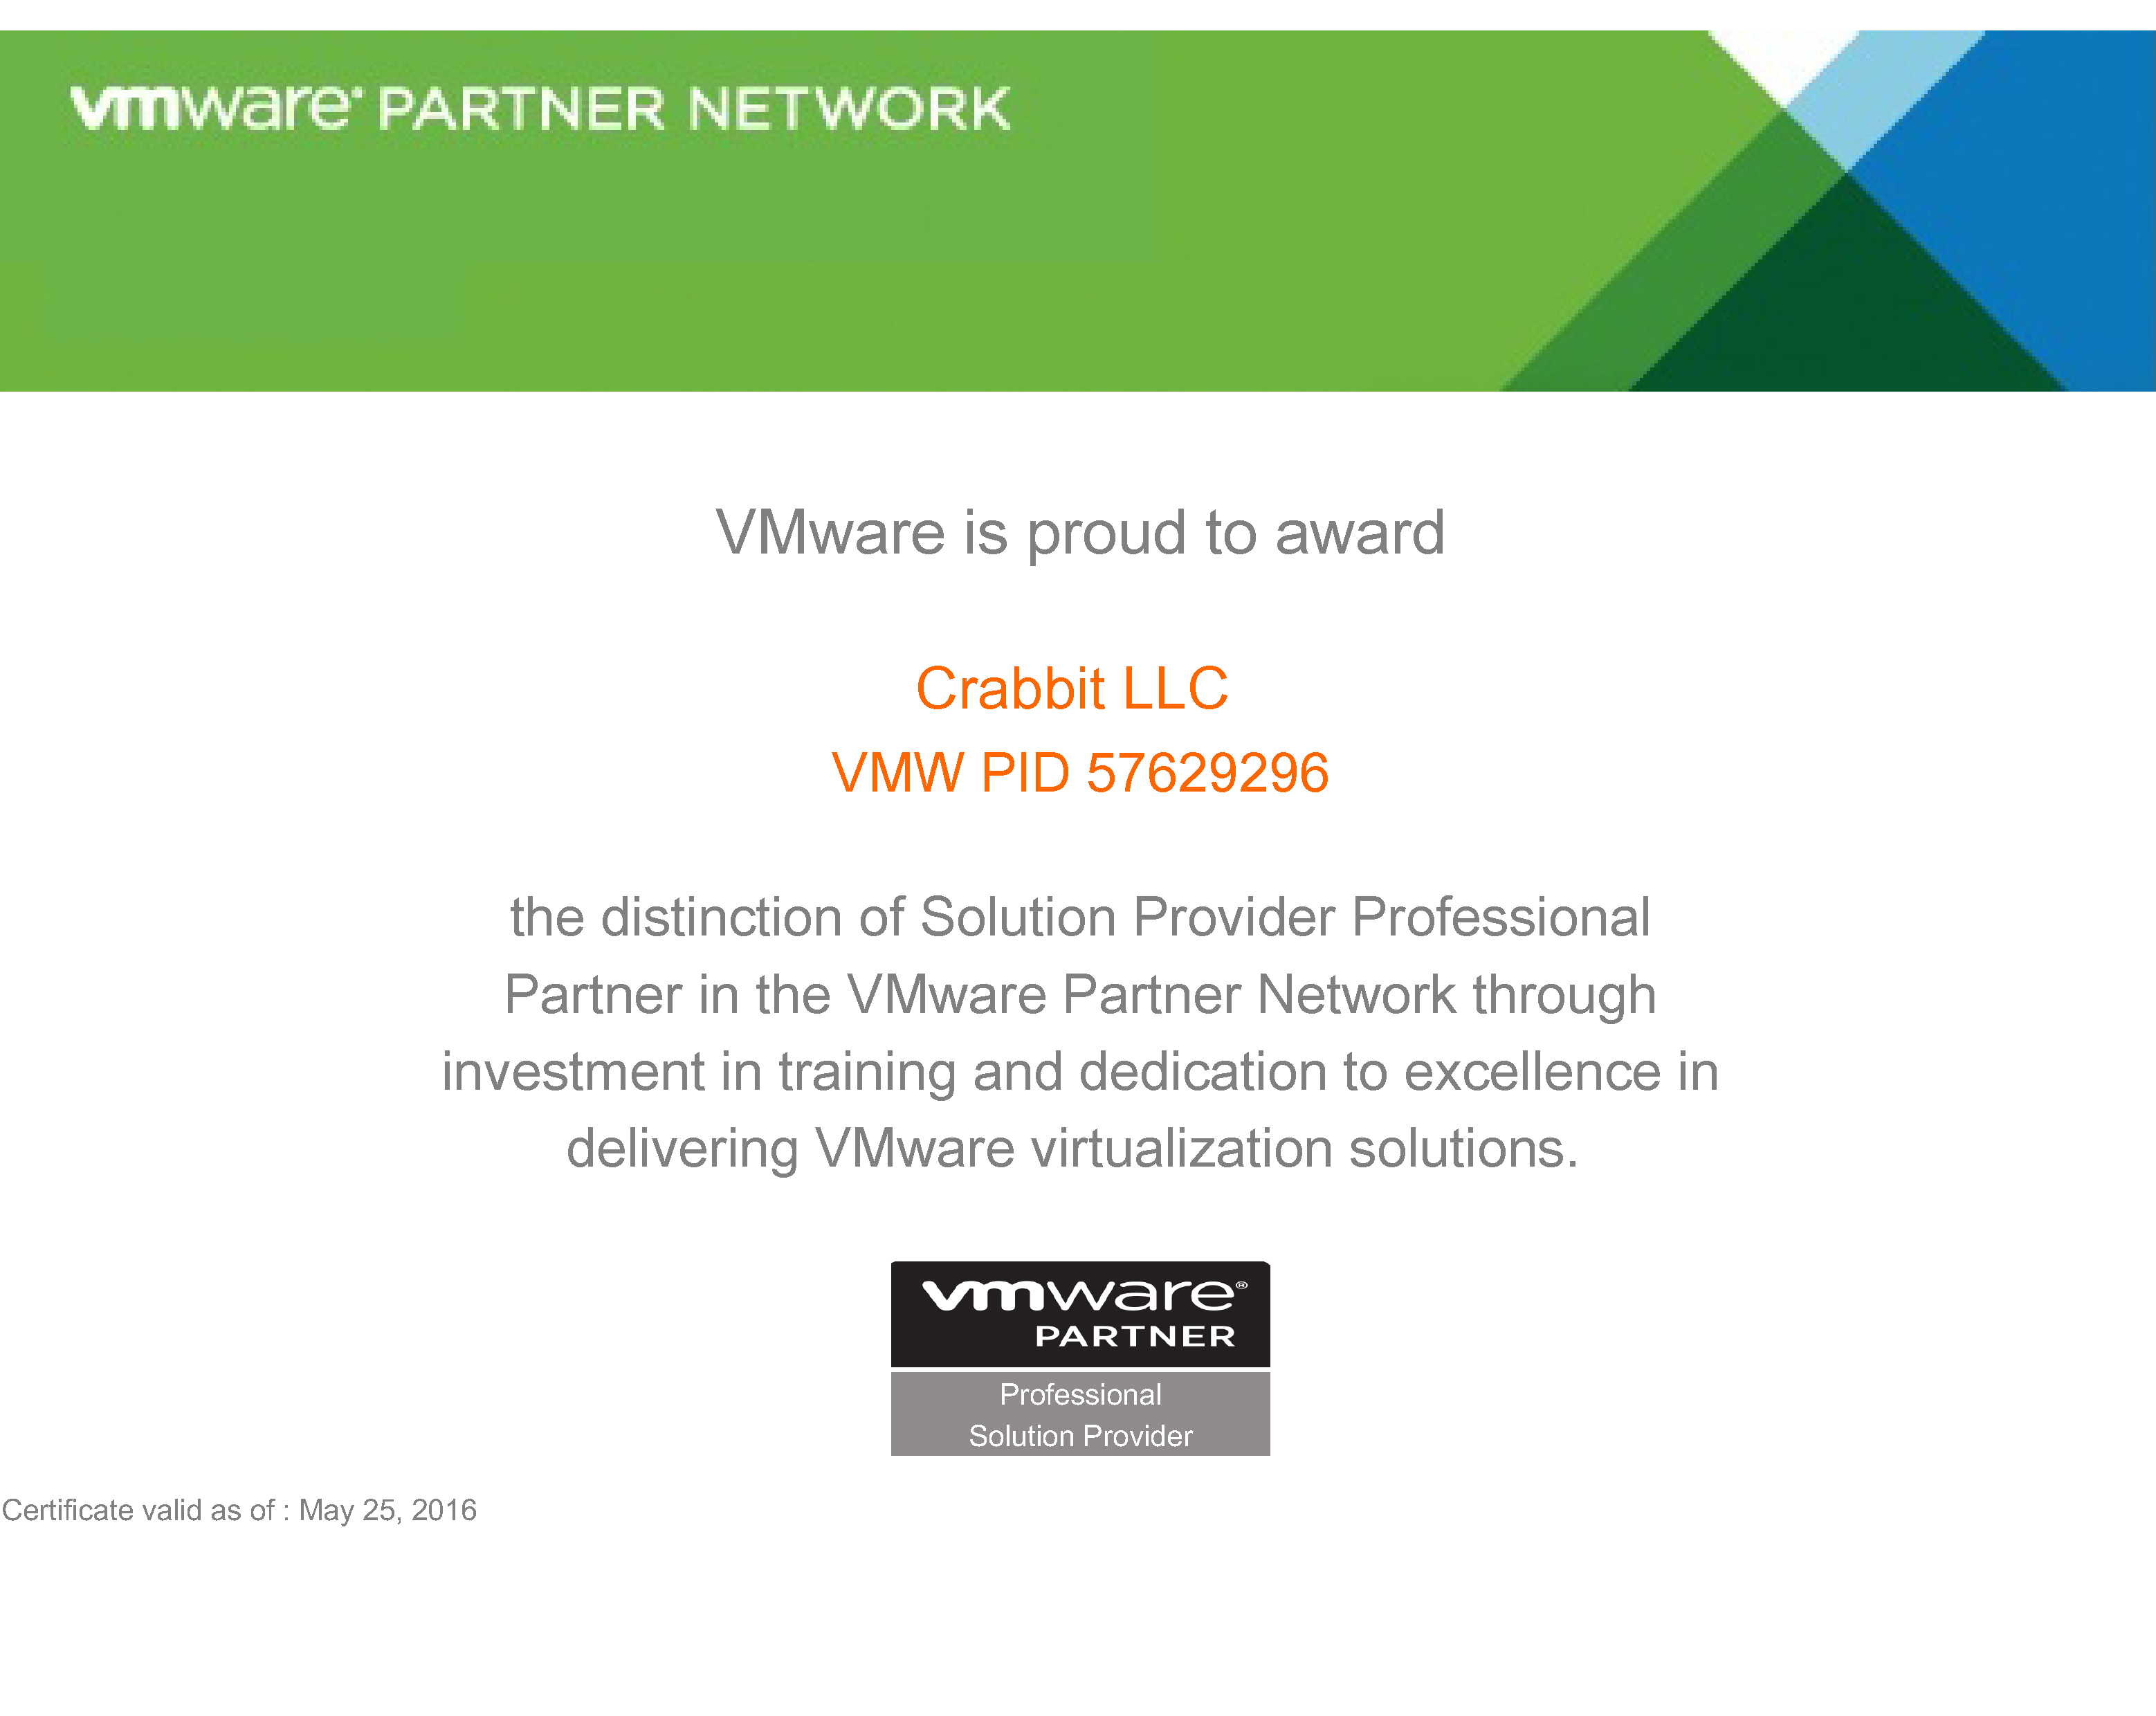 vmware® PARTNER NETWORK
VMware is proud to award
Crabbit LLC
VMW PID 57629296
the distinction of Solution Provider Professional
Partner in the VMware Partner Network through
investment in training and dedication to excellence in
delivering VMware virtualization solutions.
vmware®
PARTNER
Professional
Solution Provider
Certificate valid as of : May 25, 2016